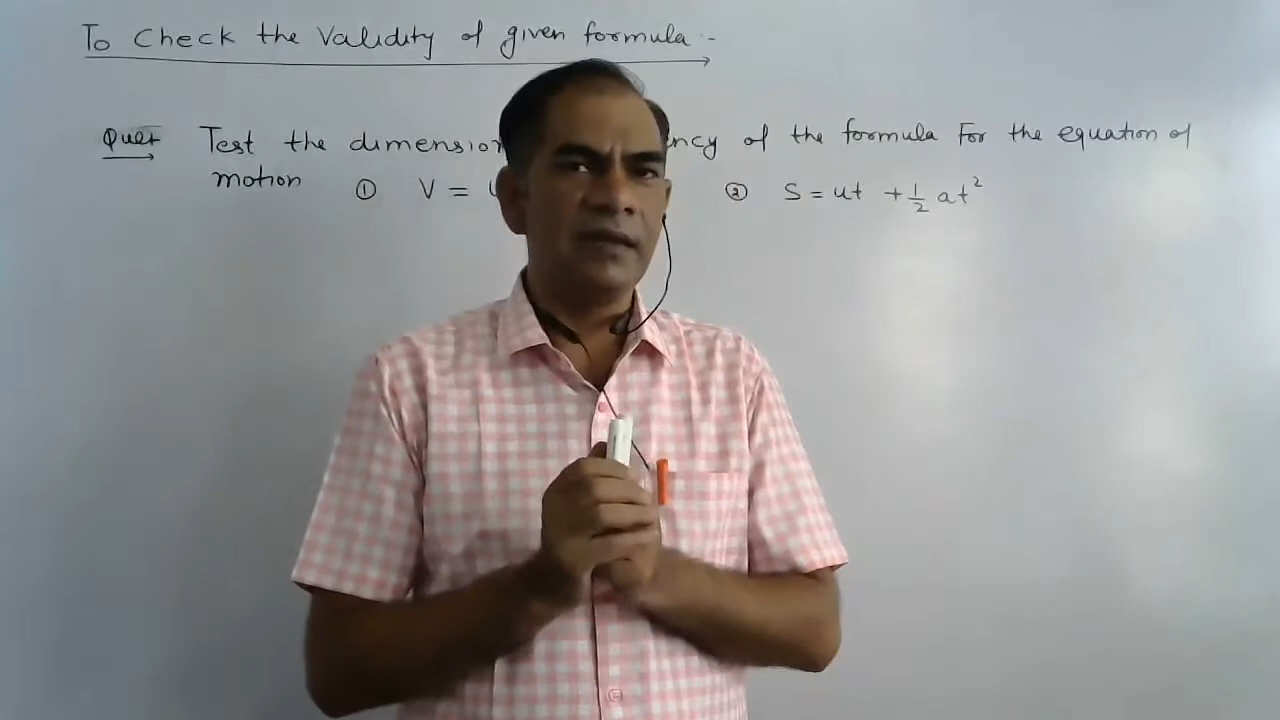 To Check the Validity of given formula :-
Ques Test the dimension ncy of the formula For the equation of
motion ① V = ② S = ut + 1/2 at²